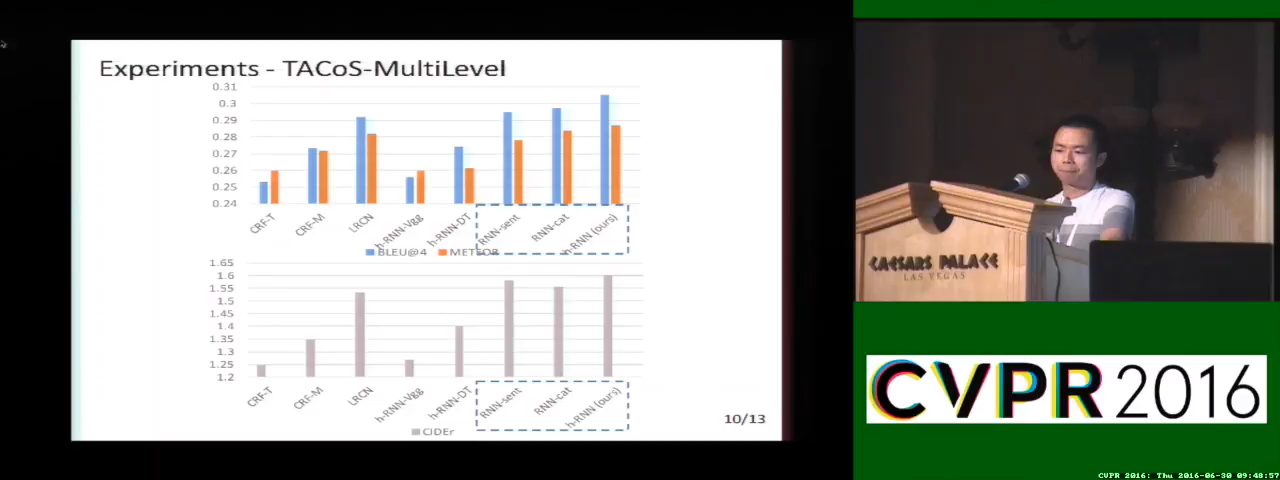 Experiments - TACoS-MultiLevel
0.31
0.3
0.29
0.28
0.27
0.26
0.25
0.24
CRF-T
CRF-M
LRCN
h-RNN-Vgg
h-RNN-DT
RNN-sent
RNN-cat
h-RNN (ours)
BLEU@4
METEOR
1.65
1.6
1.55
1.5
1.45
1.4
1.35
1.3
1.25
1.2
CRF-T
CRF-M
LRCN
h-RNN-Vgg
h-RNN-DT
RNN-sent
RNN-cat
h-RNN (ours)
CIDEr
10/13
CAESARS PALACE
LAS VEGAS
CVPR 2016
CVPR 2016: Thu 2016-06-30 09:48:57